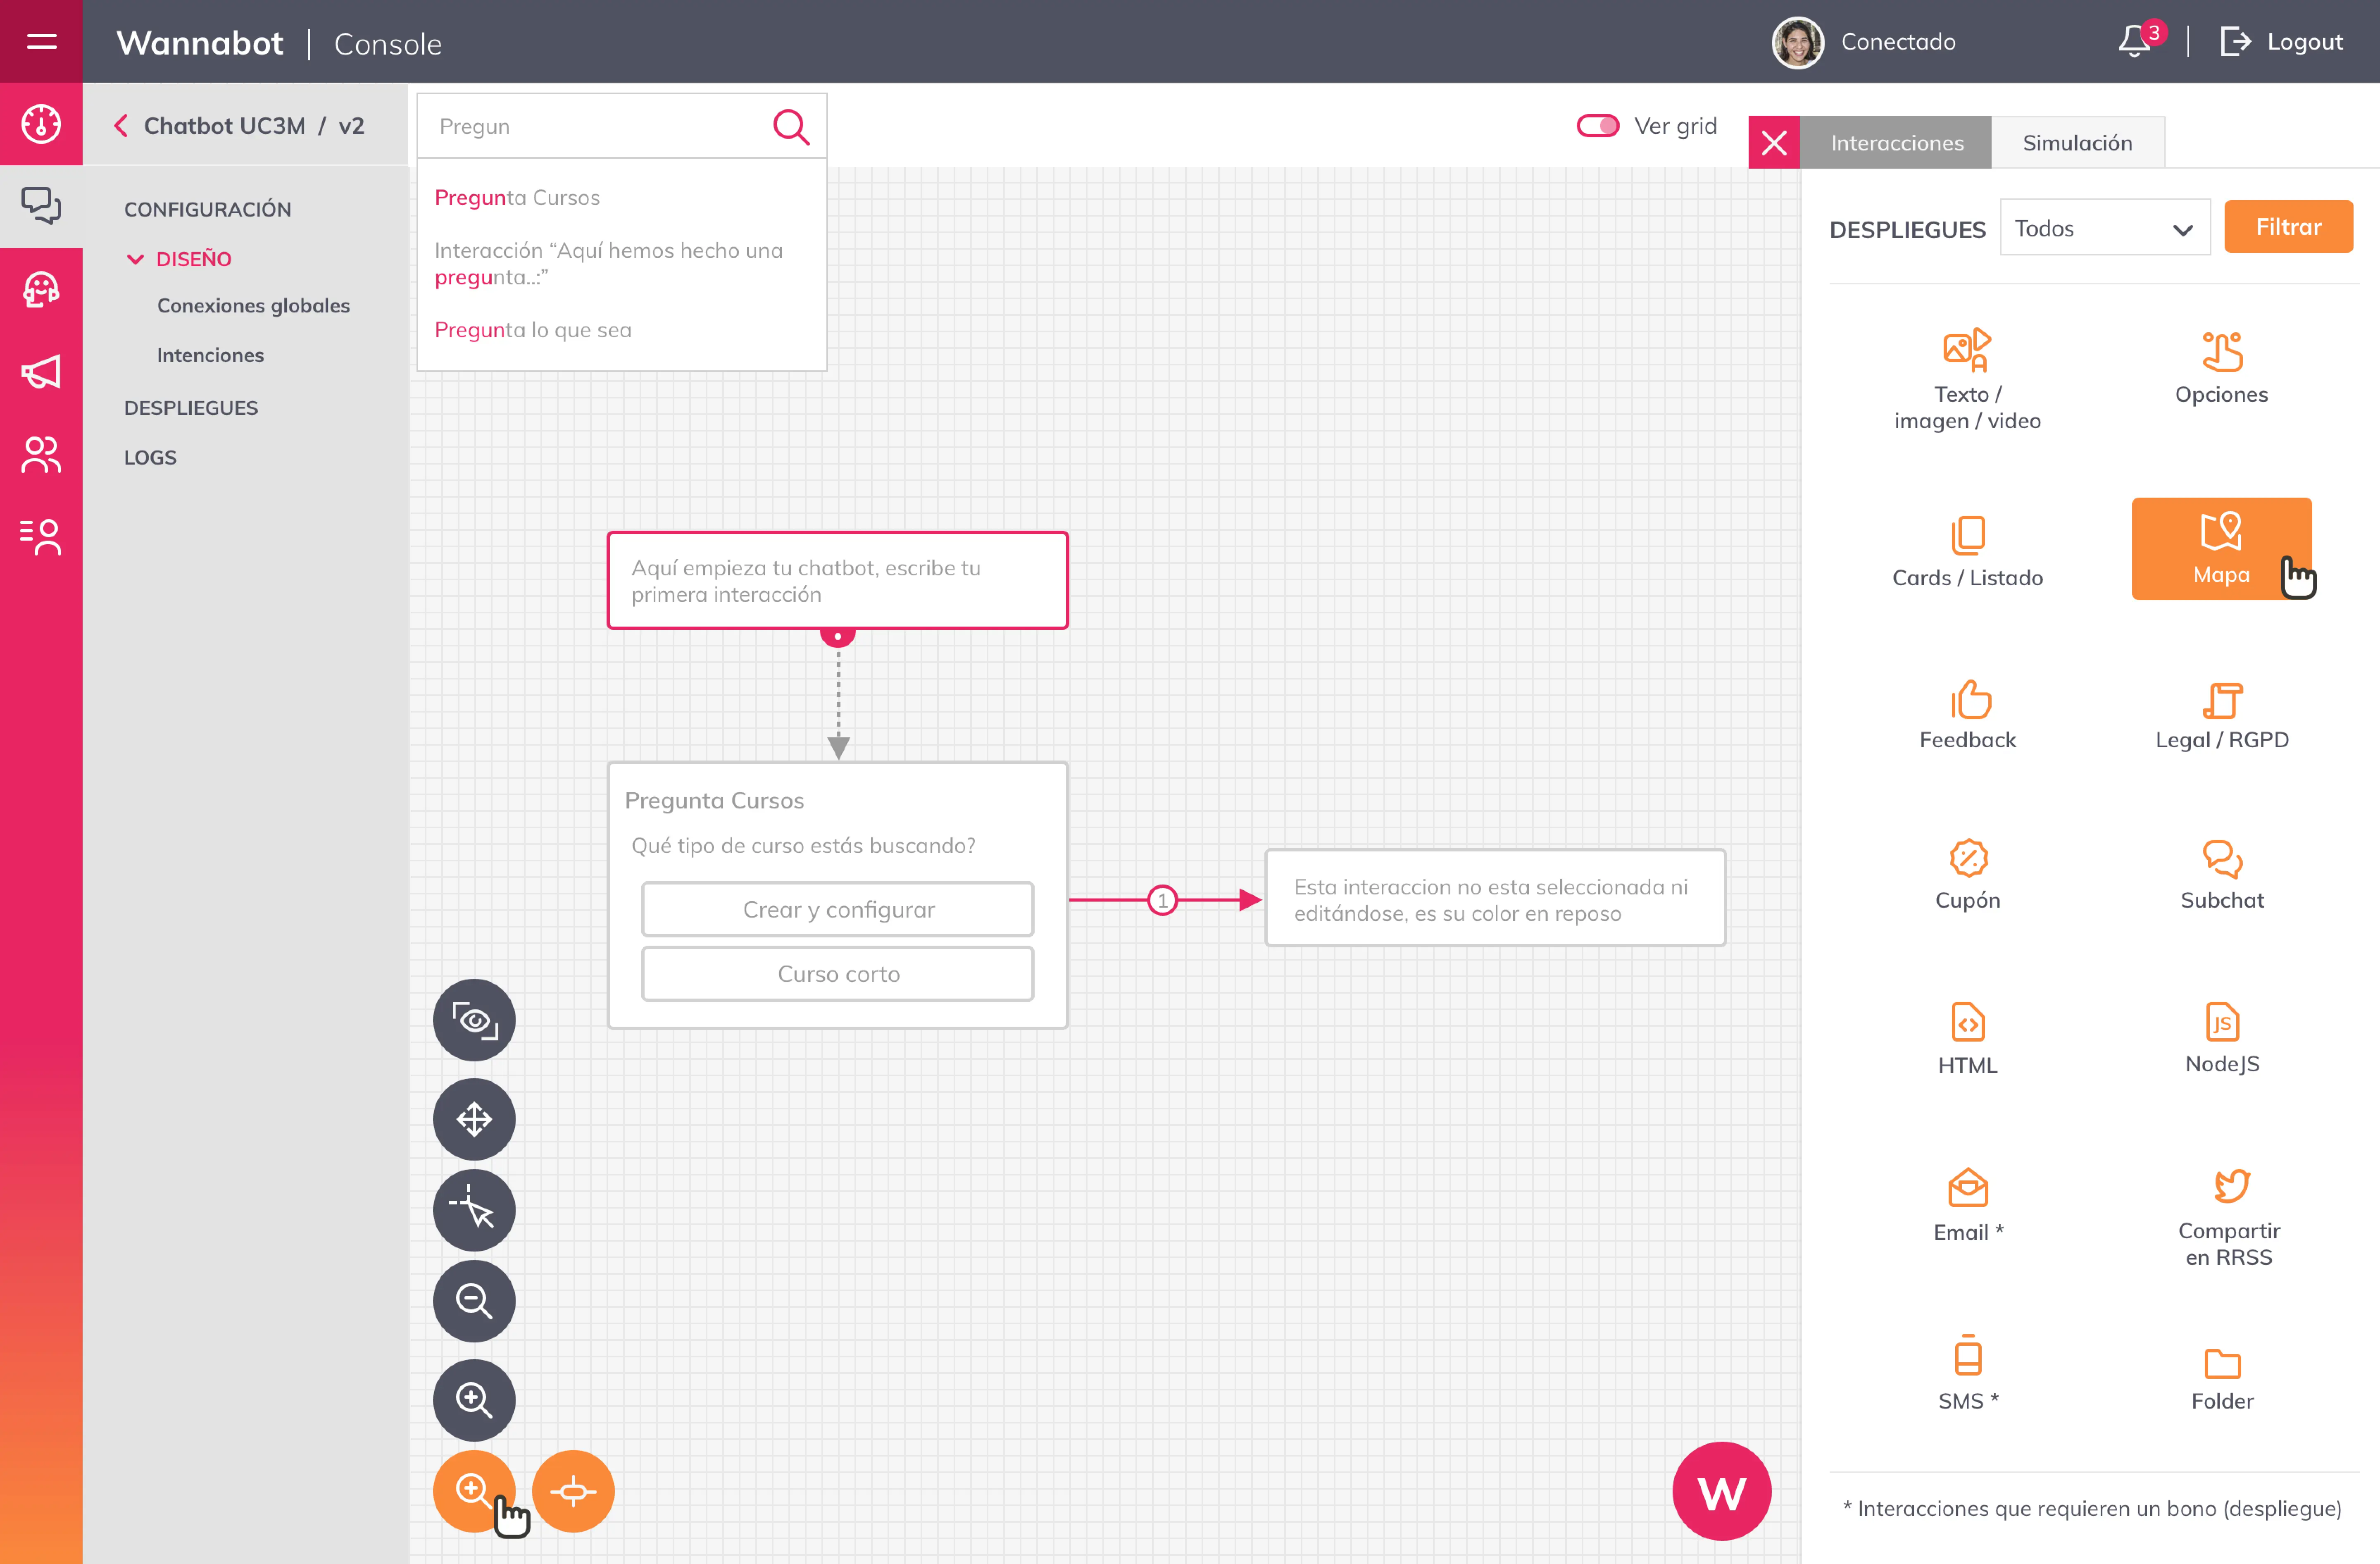 Wannabot | Console
Conectado
3
Logout
Chatbot UC3M / v2
CONFIGURACIÓN
DISEÑO
Conexiones globales
Intenciones
DESPLIEGUES
LOGS
Pregun
Pregunta Cursos
Interacción “Aquí hemos hecho una
pregunta..:”
Pregunta lo que sea
Ver grid
Aquí empieza tu chatbot, escribe tu
primera interacción
Pregunta Cursos
Qué tipo de curso estás buscando?
Crear y configurar
Curso corto
1
Esta interaccion no esta seleccionada ni
editándose, es su color en reposo
W
Interacciones
Simulación
DESPLIEGUES
Todos
Filtrar
Texto /
imagen / video
Opciones
Cards / Listado
Mapa
Feedback
Legal / RGPD
Cupón
Subchat
HTML
JS
NodeJS
Email *
Compartir
en RRSS
SMS *
Folder
* Interacciones que requieren un bono (despliegue)